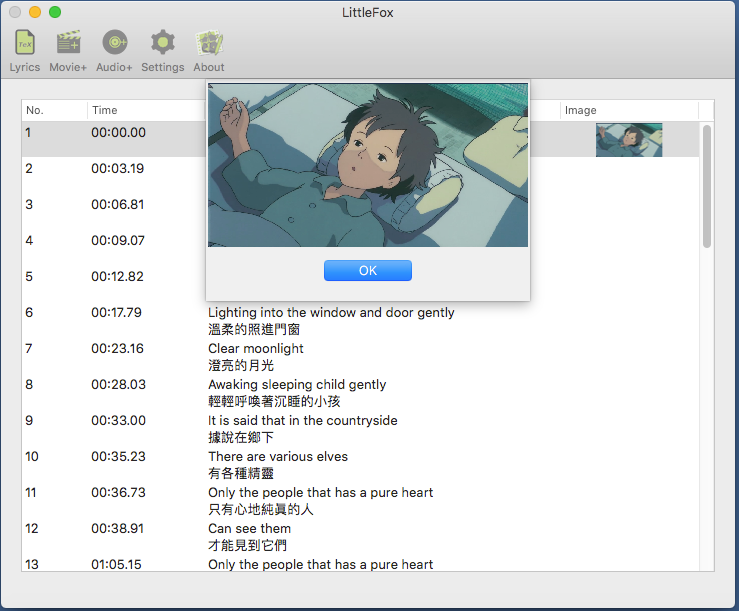 LittleFox
TeX
Lyrics Movie+ Audio+ Settings About
No. Time Image
1 00:00.00
2 00:03.19
3 00:06.81
4 00:09.07
5 00:12.82
OK
6 00:17.79 Lighting into the window and door gently
溫柔的照進門窗
7 00:23.16 Clear moonlight
澄亮的月光
8 00:28.03 Awaking sleeping child gently
輕輕呼喚著沉睡的小孩
9 00:33.00 It is said that in the countryside
據說在鄉下
10 00:35.23 There are various elves
有各種精靈
11 00:36.73 Only the people that has a pure heart
只有心地純真的人
12 00:38.91 Can see them
才能見到它們
13 01:05.15 Only the people that has a pure heart